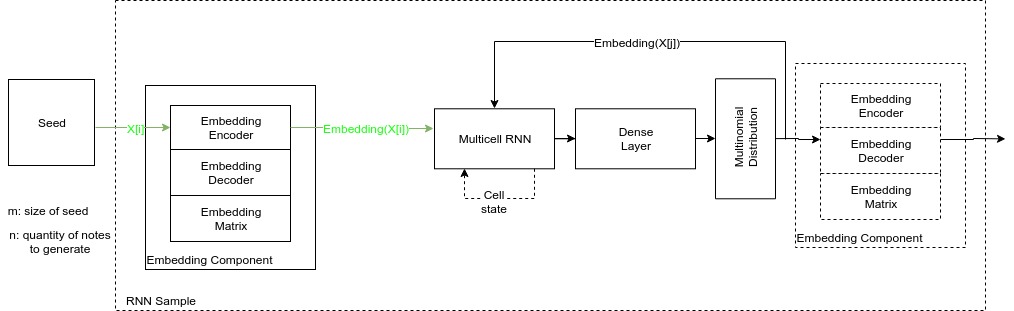 Embedding(X[j])
Seed
X[i]
Embedding
Encoder
Embedding
Decoder
Embedding
Matrix
Embedding Component
Embedding(X[i])
Multicell RNN
Cell
state
Dense
Layer
Multinomial
Distribution
Embedding
Encoder
Embedding
Decoder
Embedding
Matrix
Embedding Component
m: size of seed
n: quantity of notes
to generate
RNN Sample